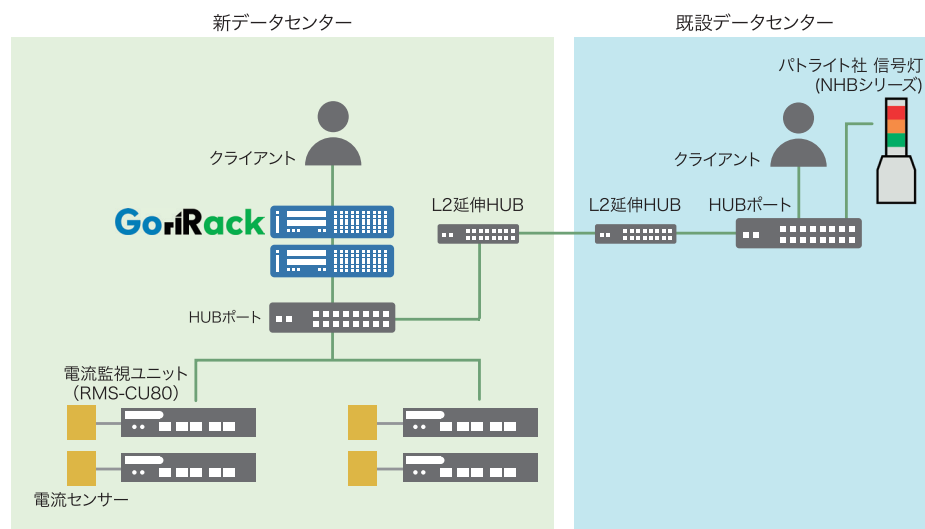 新データセンター
既設データセンター
パトライト社 信号灯
(NHBシリーズ)
クライアント
クライアント
GoriRack
L2延伸HUB
L2延伸HUB
HUBポート
HUBポート
電流監視ユニット
（RMS-CU80）
電流センサー